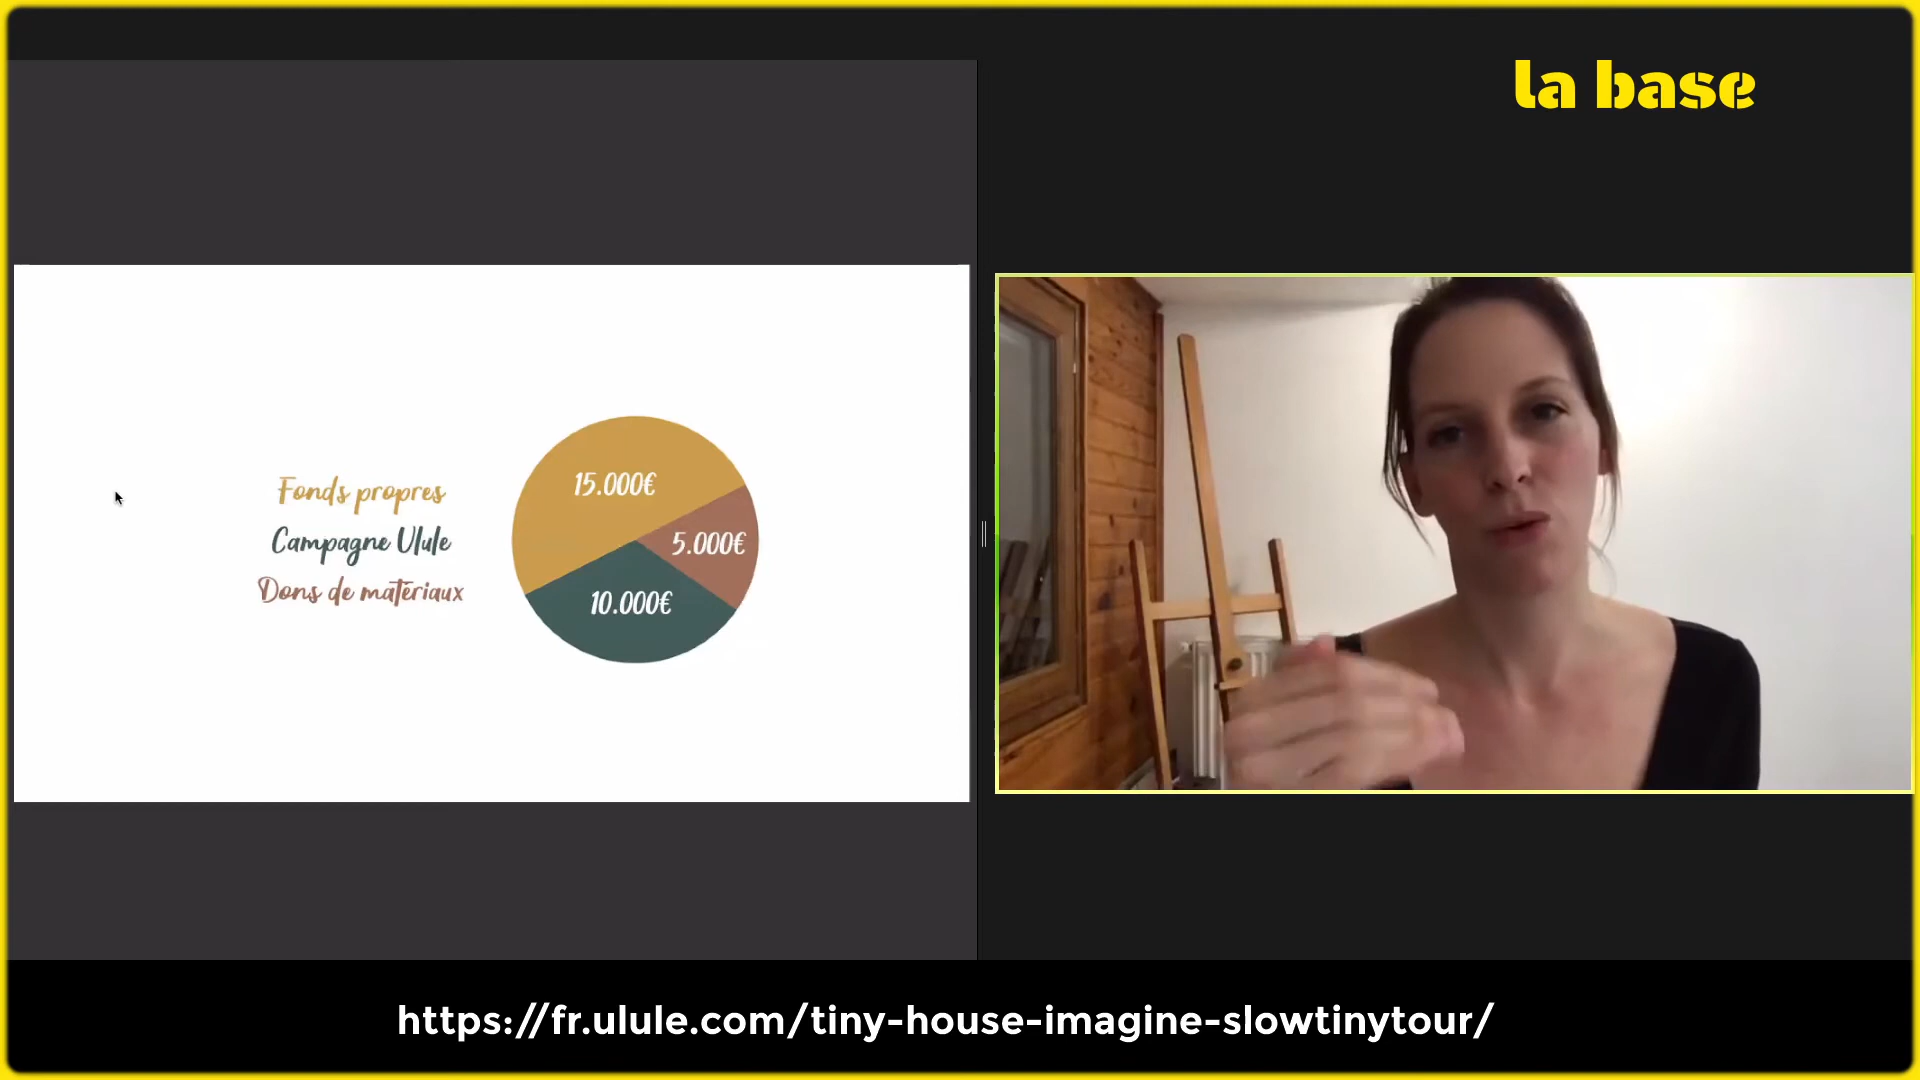 la base
Fonds propres
Campagne Ulule
Dons de matériaux
15.000€
5.000€
10.000€
https://fr.ulule.com/tiny-house-imagine-slowtinytour/